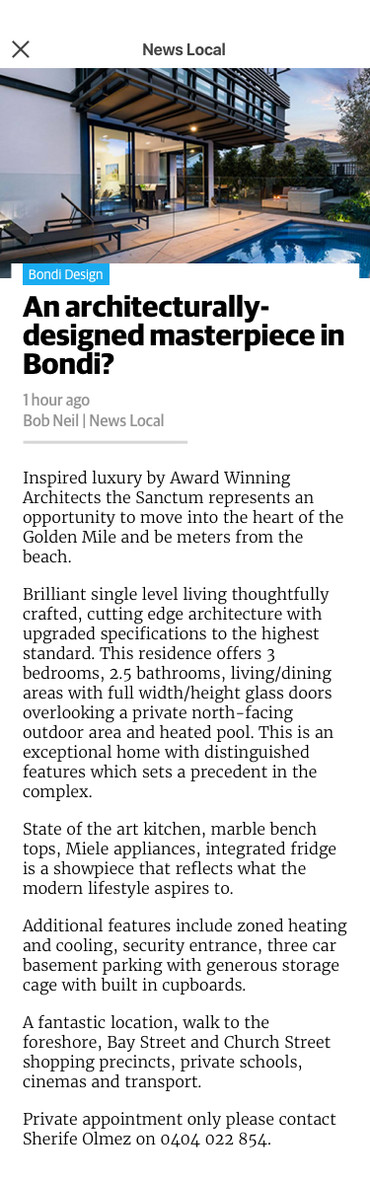 News Local
Bondi Design
An architecturally-
designed masterpiece in
Bondi?
1 hour ago
Bob Neil | News Local
Inspired luxury by Award Winning
Architects the Sanctum represents an
opportunity to move into the heart of the
Golden Mile and be meters from the
beach.
Brilliant single level living thoughtfully
crafted, cutting edge architecture with
upgraded specifications to the highest
standard. This residence offers 3
bedrooms, 2.5 bathrooms, living/dining
areas with full width/height glass doors
overlooking a private north-facing
outdoor area and heated pool. This is an
exceptional home with distinguished
features which sets a precedent in the
complex.
State of the art kitchen, marble bench
tops, Miele appliances, integrated fridge
is a showpiece that reflects what the
modern lifestyle aspires to.
Additional features include zoned heating
and cooling, security entrance, three car
basement parking with generous storage
cage with built in cupboards.
A fantastic location, walk to the
foreshore, Bay Street and Church Street
shopping precincts, private schools,
cinemas and transport.
Private appointment only please contact
Sherife Olmez on 0404 022 854.